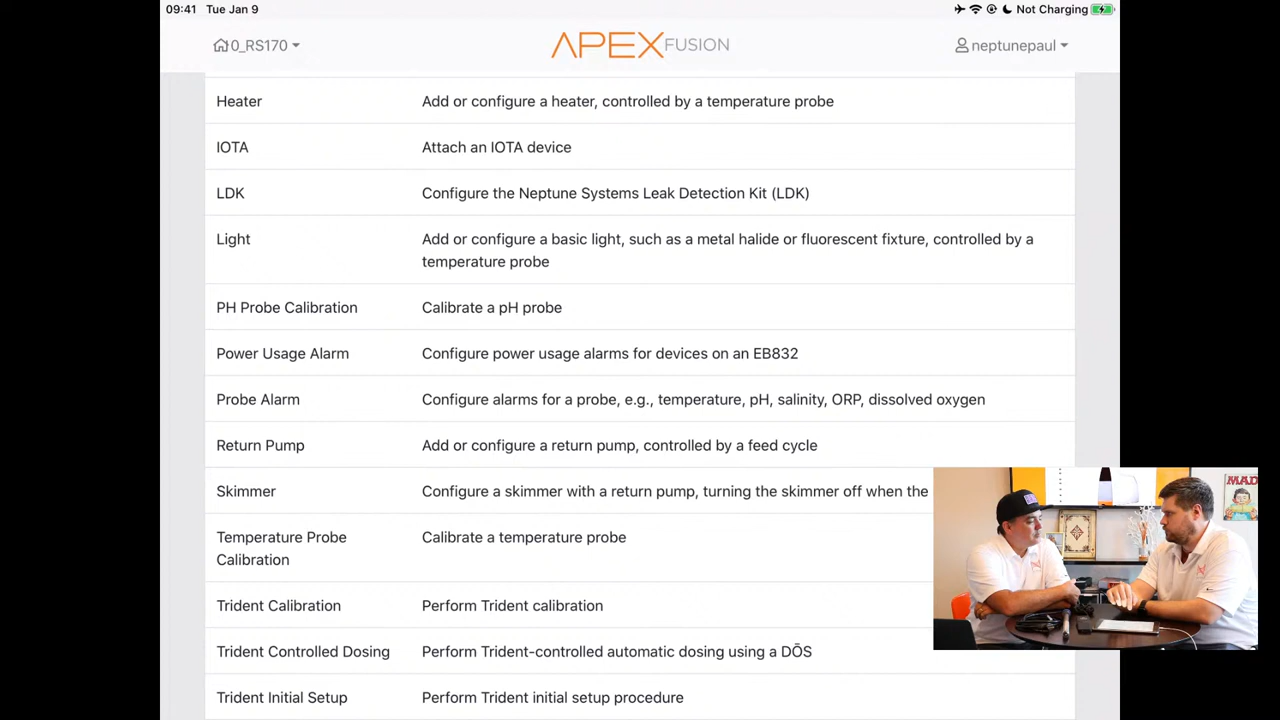 09:41 Tue Jan 9
Not Charging
0_RS170
APEX FUSION
neptunepaul
Heater Add or configure a heater, controlled by a temperature probe
IOTA Attach an IOTA device
LDK Configure the Neptune Systems Leak Detection Kit (LDK)
Light Add or configure a basic light, such as a metal halide or fluorescent fixture, controlled by a
temperature probe
PH Probe Calibration Calibrate a pH probe
Power Usage Alarm Configure power usage alarms for devices on an EB832
Probe Alarm Configure alarms for a probe, e.g., temperature, pH, salinity, ORP, dissolved oxygen
Return Pump Add or configure a return pump, controlled by a feed cycle
Skimmer Configure a skimmer with a return pump, turning the skimmer off when the
Temperature Probe Calibrate a temperature probe
Calibration
Trident Calibration Perform Trident calibration
Trident Controlled Dosing Perform Trident-controlled automatic dosing using a DŌS
Trident Initial Setup Perform Trident initial setup procedure
MAD